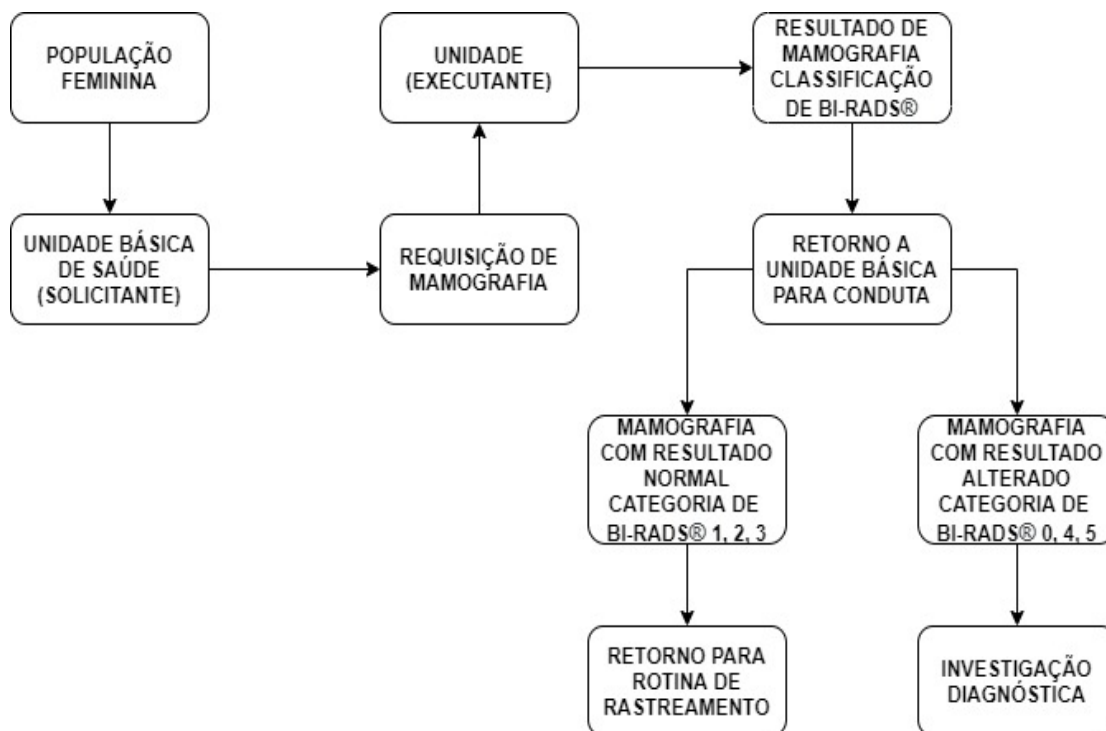 POPULAÇÃO
FEMININA
UNIDADE BÁSICA
DE SAÚDE
(SOLICITANTE)
REQUISIÇÃO DE
MAMOGRAFIA
UNIDADE
(EXECUTANTE)
RESULTADO DE
MAMOGRAFIA
CLASSIFICAÇÃO
DE BI-RADS®
RETORNO A
UNIDADE BÁSICA
PARA CONDUTA
MAMOGRAFIA
COM RESULTADO
NORMAL
CATEGORIA DE
BI-RADS® 1, 2, 3
MAMOGRAFIA
COM RESULTADO
ALTERADO
CATEGORIA DE
BI-RADS® 0, 4, 5
RETORNO PARA
ROTINA DE
RASTREAMENTO
INVESTIGAÇÃO
DIAGNÓSTICA